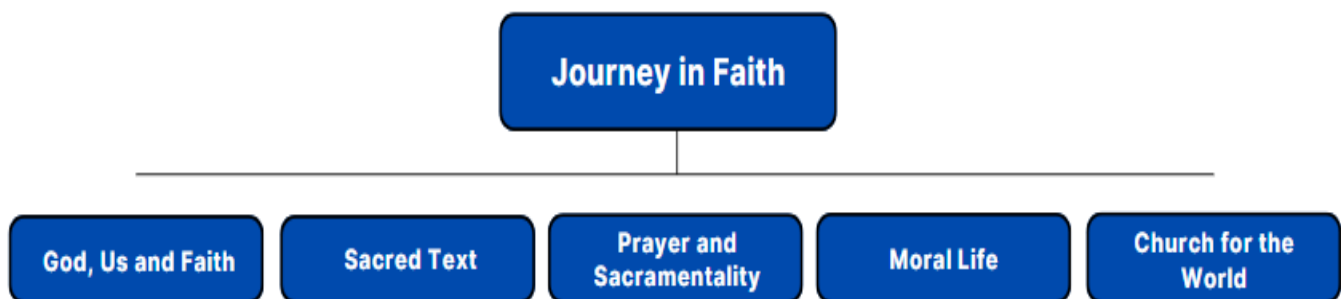 Journey in Faith
God, Us and Faith
Sacred Text
Prayer and
Sacramentality
Moral Life
Church for the
World